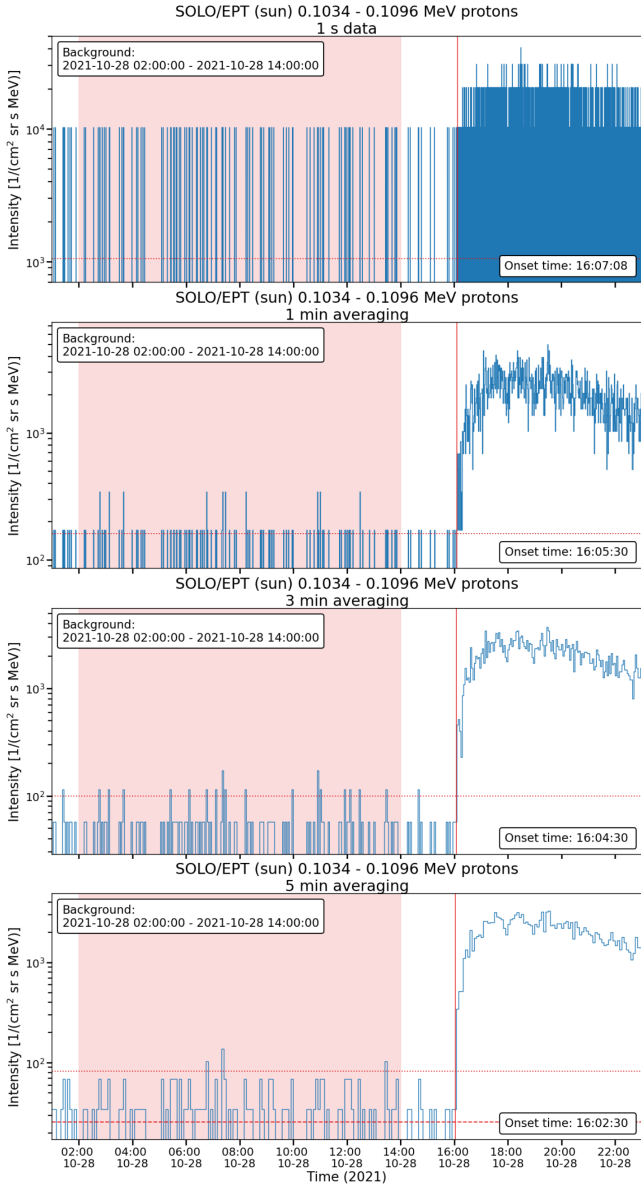 SOLO/EPT (sun) 0.1034 - 0.1096 MeV protons
1 s data
Background:
2021-10-28 02:00:00 - 2021-10-28 14:00:00
Intensity [1/(cm² sr s MeV)]
10⁴
10³
Onset time: 16:07:08
SOLO/EPT (sun) 0.1034 - 0.1096 MeV protons
1 min averaging
Background:
2021-10-28 02:00:00 - 2021-10-28 14:00:00
Intensity [1/(cm² sr s MeV)]
10³
10²
Onset time: 16:05:30
SOLO/EPT (sun) 0.1034 - 0.1096 MeV protons
3 min averaging
Background:
2021-10-28 02:00:00 - 2021-10-28 14:00:00
Intensity [1/(cm² sr s MeV)]
10³
10²
Onset time: 16:04:30
SOLO/EPT (sun) 0.1034 - 0.1096 MeV protons
5 min averaging
Background:
2021-10-28 02:00:00 - 2021-10-28 14:00:00
Intensity [1/(cm² sr s MeV)]
10³
10²
Onset time: 16:02:30
02:00 04:00 06:00 08:00 10:00 12:00 14:00 16:00 18:00 20:00 22:00
10-28 10-28 10-28 10-28 10-28 10-28 10-28 10-28 10-28 10-28 10-28
Time (2021)